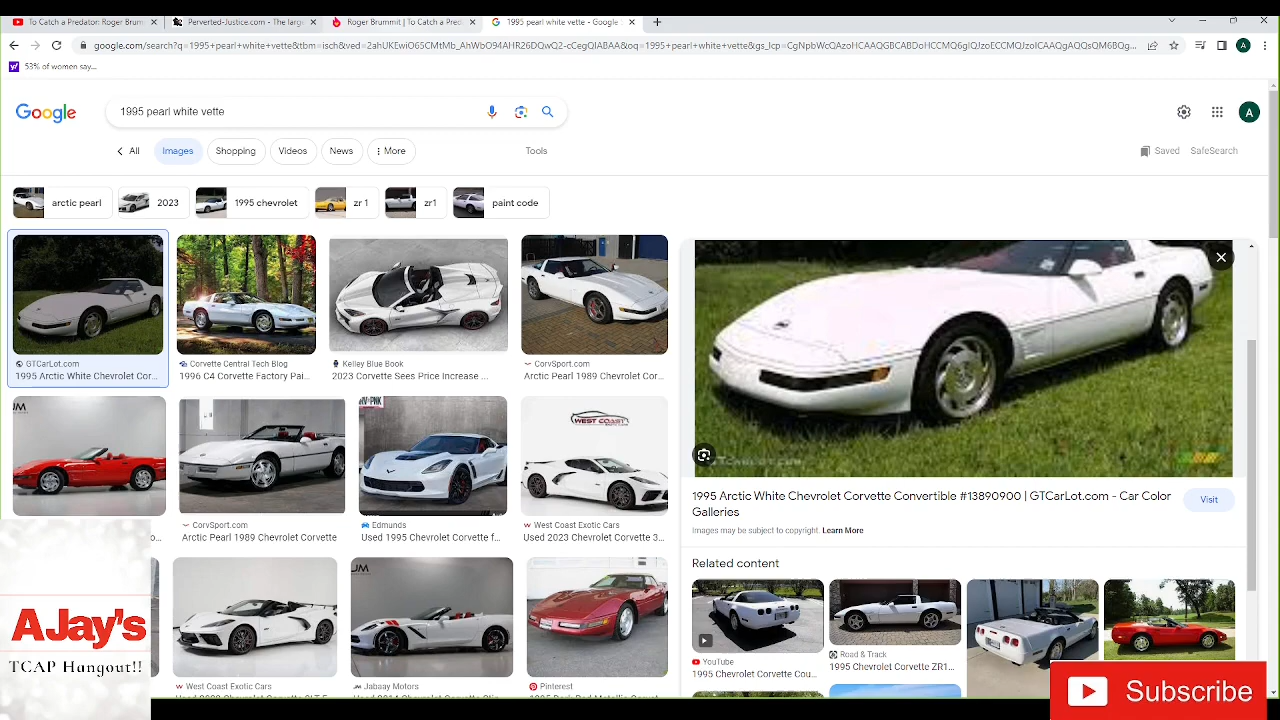 To Catch a Predator: Roger Brum
Perverted-Justice.com - The large
Roger Brummit | To Catch a Pred
1995 pearl white vette - Google S
google.com/search?q=1995+pearl+white+vette&tbm=isch&ved=
53% of women say...
Google
1995 pearl white vette
All
Images
Shopping
Videos
News
More
Tools
Saved
SafeSearch
A
arctic pearl
2023
1995 chevrolet
zr 1
zr1
paint code
GTCarLot.com
1995 Arctic White Chevrolet Cor...
Corvette Central Tech Blog
1996 C4 Corvette Factory Pai...
Kelley Blue Book
2023 Corvette Sees Price Increase ...
CorvSport.com
Arctic Pearl 1989 Chevrolet Cor...
1995 Arctic White Chevrolet Corvette Convertible #13890900 | GTCarLot.com - Car Color
Galleries
Visit
Images may be subject to copyright. Learn More
WEST COAST
CorvSport.com
Arctic Pearl 1989 Chevrolet Corvette
Edmunds
Used 1995 Chevrolet Corvette f...
West Coast Exotic Cars
Used 2023 Chevrolet Corvette 3...
Related content
YouTube
1995 Chevrolet Corvette Cou...
Road & Track
1995 Chevrolet Corvette ZR1...
AJay's
TCAP Hangout!!
West Coast Exotic Cars
Jabaay Motors
Pinterest
Subscribe